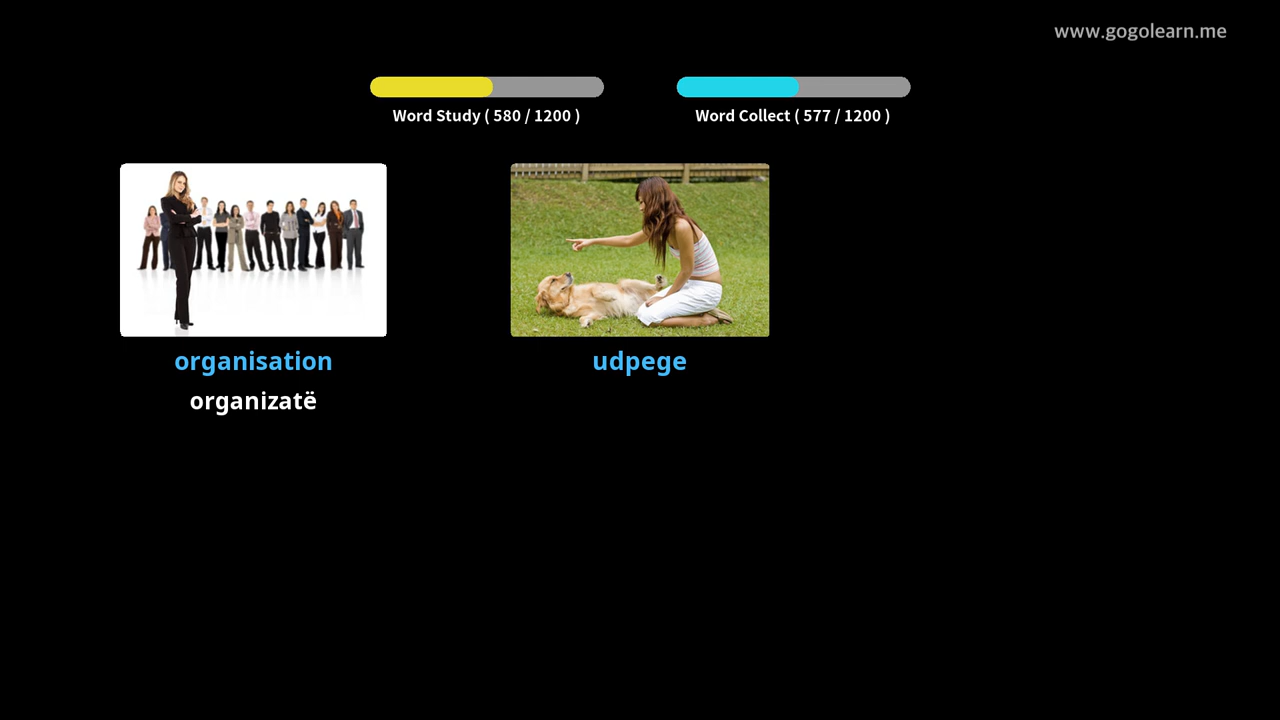 www.gogolearn.me
Word Study ( 580 / 1200 )
Word Collect ( 577 / 1200 )
organisation
organizatë
udpege